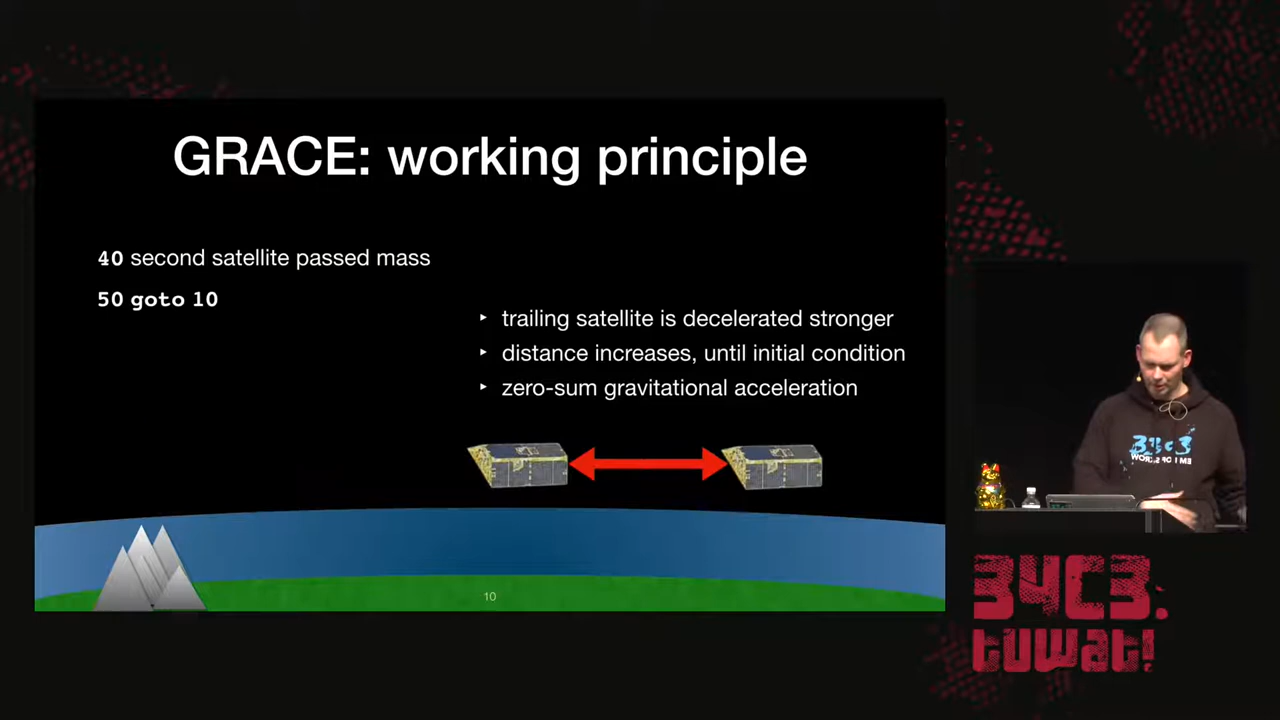 GRACE: working principle
40 second satellite passed mass
50 goto 10
‣ trailing satellite is decelerated stronger
‣ distance increases, until initial condition
‣ zero-sum gravitational acceleration
10
34C3.
tuwat!